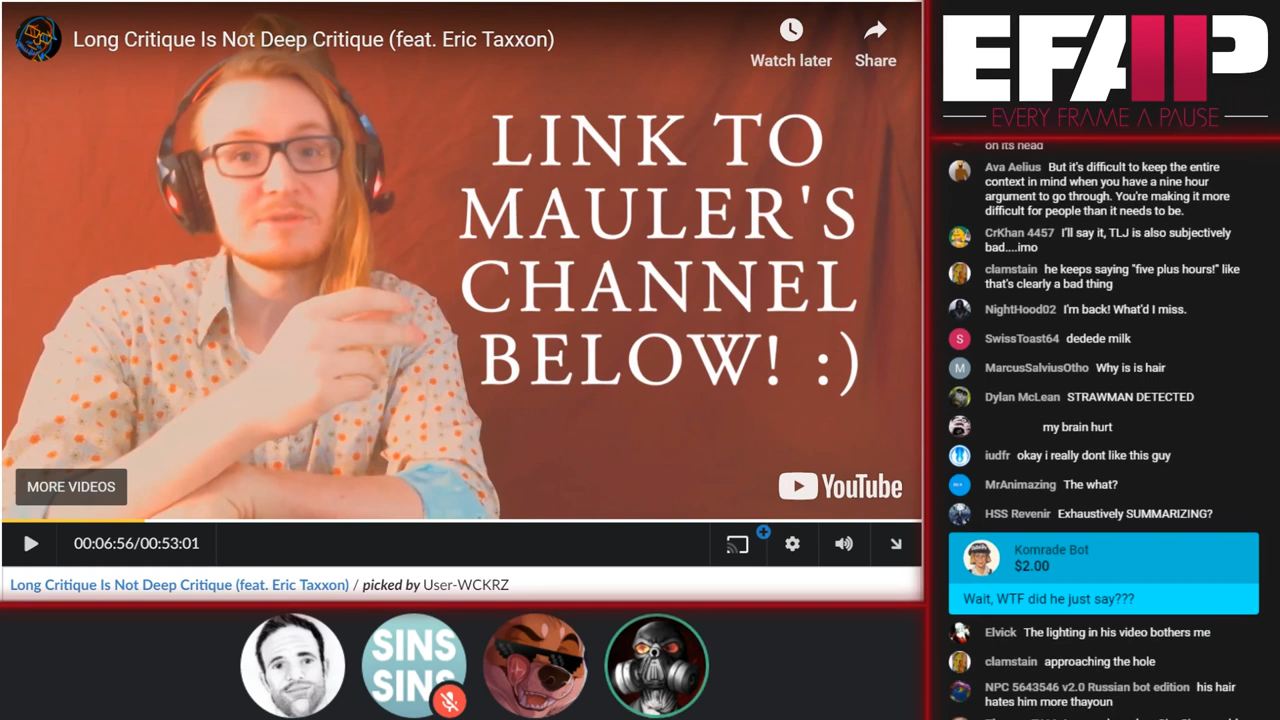 Long Critique Is Not Deep Critique (feat. Eric Taxxon)
Watch later
Share
LINK TO
MAULER'S
CHANNEL
BELOW! :)
MORE VIDEOS
YouTube
00:06:56/00:53:01
Long Critique Is Not Deep Critique (feat. Eric Taxxon) / picked by User-WCKRZ
SINS
SINS
EFAP
EVERY FRAME A PAUSE
on its head
Ava Aelius But it's difficult to keep the entire
context in mind when you have a nine hour
argument to go through. You're making it more
difficult for people than it needs to be.
CrKhan 4457 I'll say it, TLJ is also subjectively
bad....imo
clamstain he keeps saying "five plus hours!" like
that's clearly a bad thing
NightHood02 I'm back! What'd I miss.
S
SwissToast64 dedede milk
M
MarcusSalviusOtho Why is is hair
Dylan McLean STRAWMAN DETECTED
my brain hurt
iudfr okay i really dont like this guy
MrAnimazing The what?
HSS Revenir Exhaustively SUMMARIZING?
Komrade Bot
$2.00
Wait, WTF did he just say???
Elvick The lighting in his video bothers me
clamstain approaching the hole
NPC 5643546 v2.0 Russian bot edition his hair
hates him more thayoun